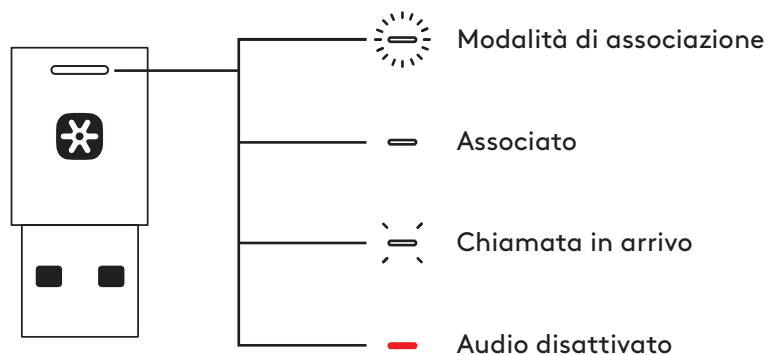 Modalità di associazione
Associato
Chiamata in arrivo
Audio disattivato